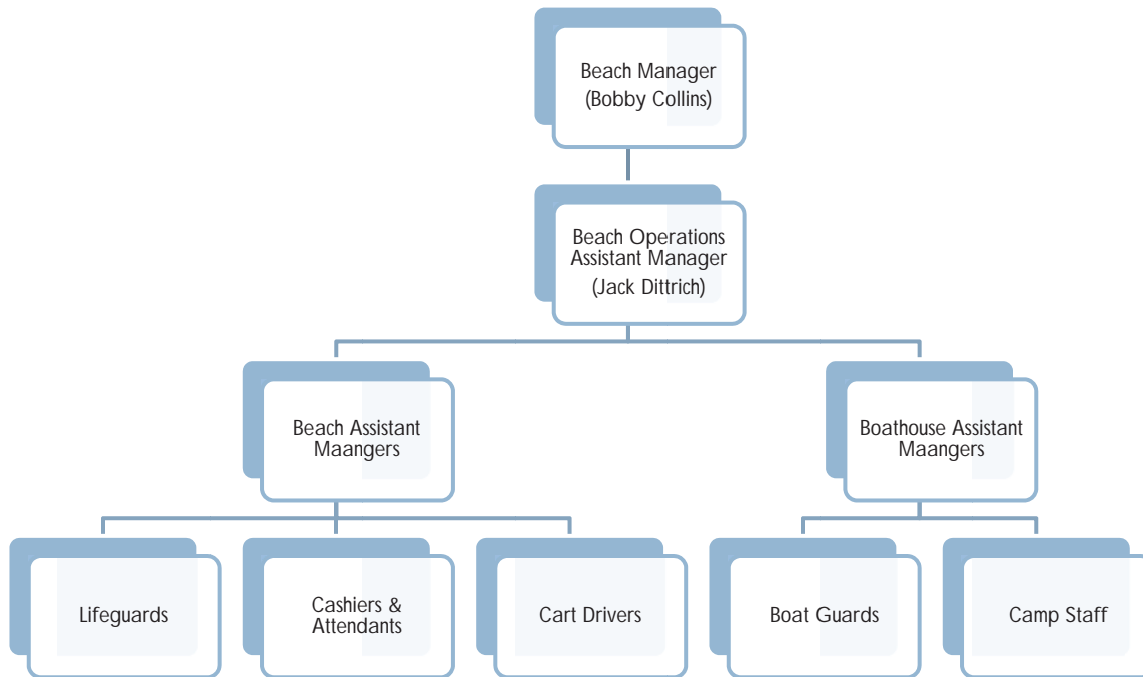 Beach Manager
(Bobby Collins)
Beach Operations
Assistant Manager
(Jack Dittrich)
Beach Assistant
Maangers
Boathouse Assistant
Maangers
Lifeguards
Cashiers &
Attendants
Cart Drivers
Boat Guards
Camp Staff